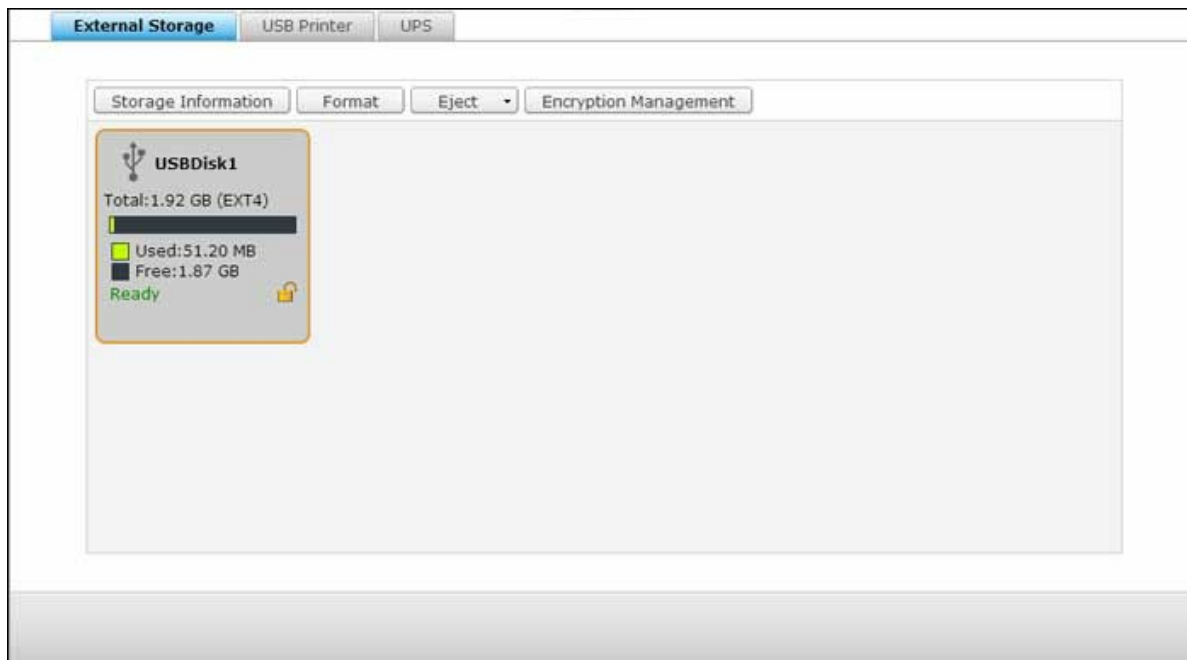 External Storage USB Printer UPS
Storage Information Format Eject Encryption Management
USBDisk1
Total:1.92 GB (EXT4)
Used:51.20 MB
Free:1.87 GB
Ready